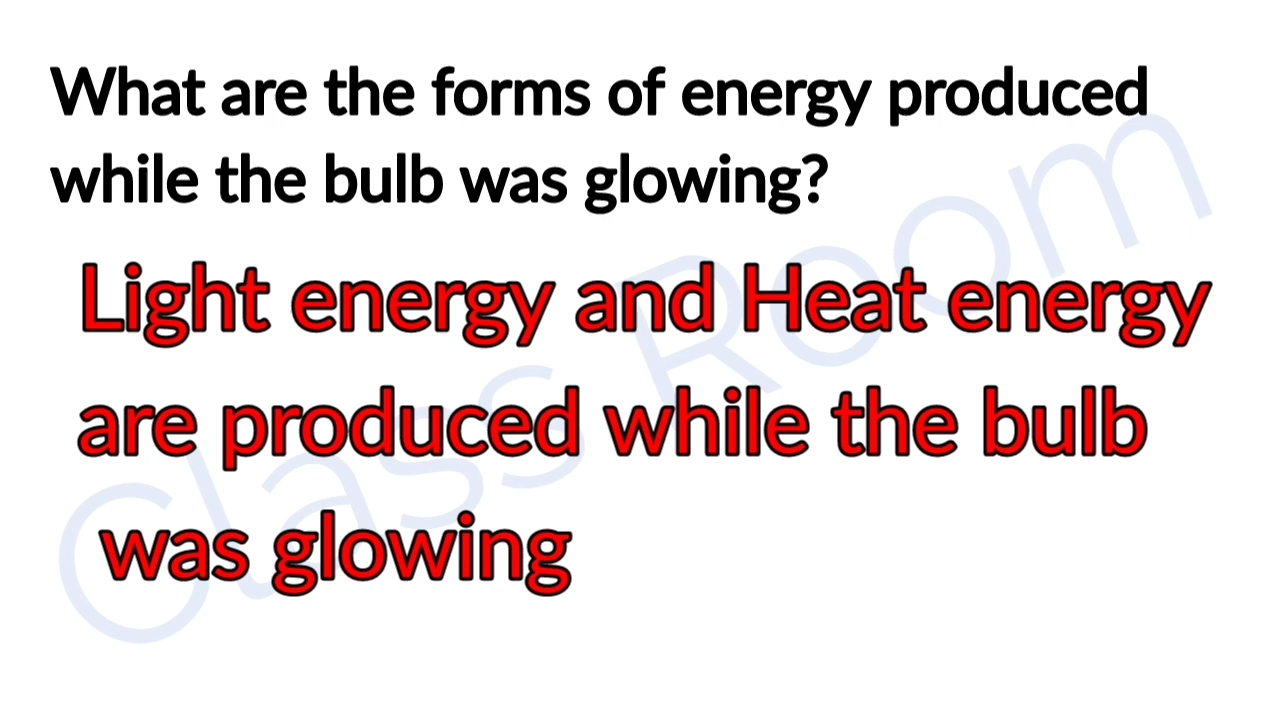 What are the forms of energy produced
while the bulb was glowing?
Light energy and Heat energy
are produced while the bulb
was glowing
Class Room